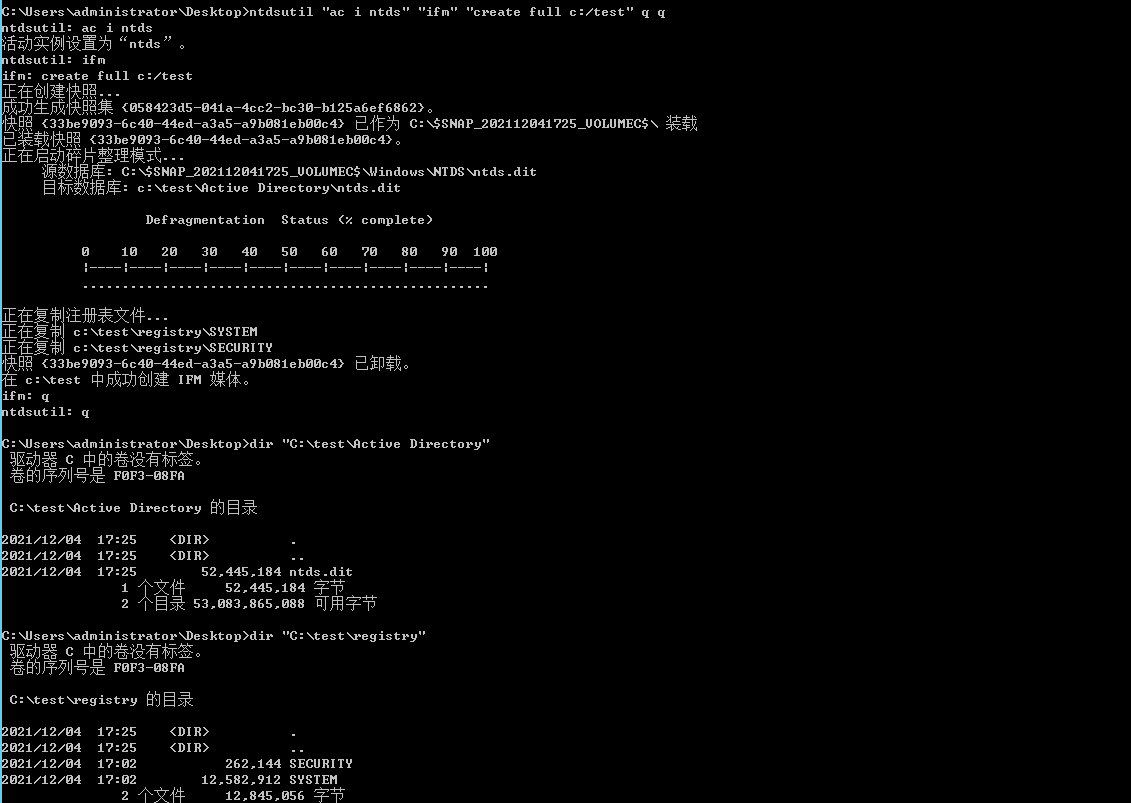 C:\Users\administrator\Desktop>ntdsutil "ac i ntds" "ifm" "create full c:/test" q q
ntdsutil: ac i ntds
活动实例设置为“ntds”。
ntdsutil: ifm
ifm: create full c:/test
正在创建快照...
成功生成快照集 {058423d5-041a-4cc2-bc30-b125a6ef6862}。
快照 {33be9093-6c40-44ed-a3a5-a9b081eb00c4} 已作为 C:\$SNAP_202112041725_VOLUMEC$\ 装载
已装载快照 {33be9093-6c40-44ed-a3a5-a9b081eb00c4}。
正在启动碎片整理模式...
源数据库: C:\$SNAP_202112041725_VOLUMEC$\Windows\NTDS\ntds.dit
目标数据库: c:\test\Active Directory\ntds.dit
Defragmentation  Status (% complete)
0    10   20   30   40   50   60   70   80   90  100
|----|----|----|----|----|----|----|----|----|----|
...................................................
正在复制注册表文件...
正在复制 c:\test\registry\SYSTEM
正在复制 c:\test\registry\SECURITY
快照 {33be9093-6c40-44ed-a3a5-a9b081eb00c4} 已卸载。
在 c:\test 中成功创建 IFM 媒体。
ifm: q
ntdsutil: q
C:\Users\administrator\Desktop>dir "C:\test\Active Directory"
驱动器 C 中的卷没有标签。
卷的序列号是 F0F3-08FA
C:\test\Active Directory 的目录
2021/12/04  17:25    <DIR>          .
2021/12/04  17:25    <DIR>          ..
2021/12/04  17:25        52,445,184 ntds.dit
1 个文件     52,445,184 字节
2 个目录 53,083,865,088 可用字节
C:\Users\administrator\Desktop>dir "C:\test\registry"
驱动器 C 中的卷没有标签。
卷的序列号是 F0F3-08FA
C:\test\registry 的目录
2021/12/04  17:25    <DIR>          .
2021/12/04  17:25    <DIR>          ..
2021/12/04  17:02           262,144 SECURITY
2021/12/04  17:02        12,582,912 SYSTEM
2 个文件     12,845,056 字节